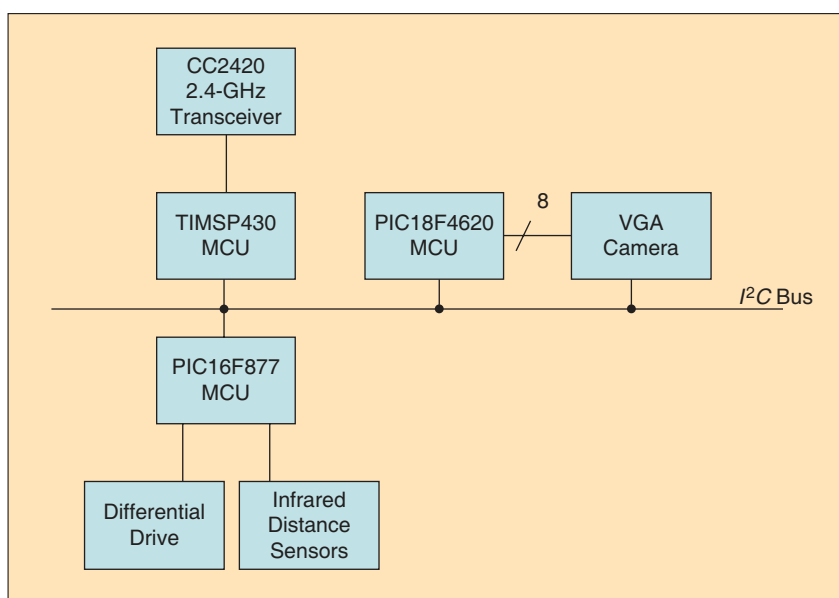 CC2420
2.4-GHz
Transceiver
TIMSP430
MCU
PIC18F4620
MCU
8
VGA
Camera
I²C Bus
PIC16F877
MCU
Differential
Drive
Infrared
Distance
Sensors